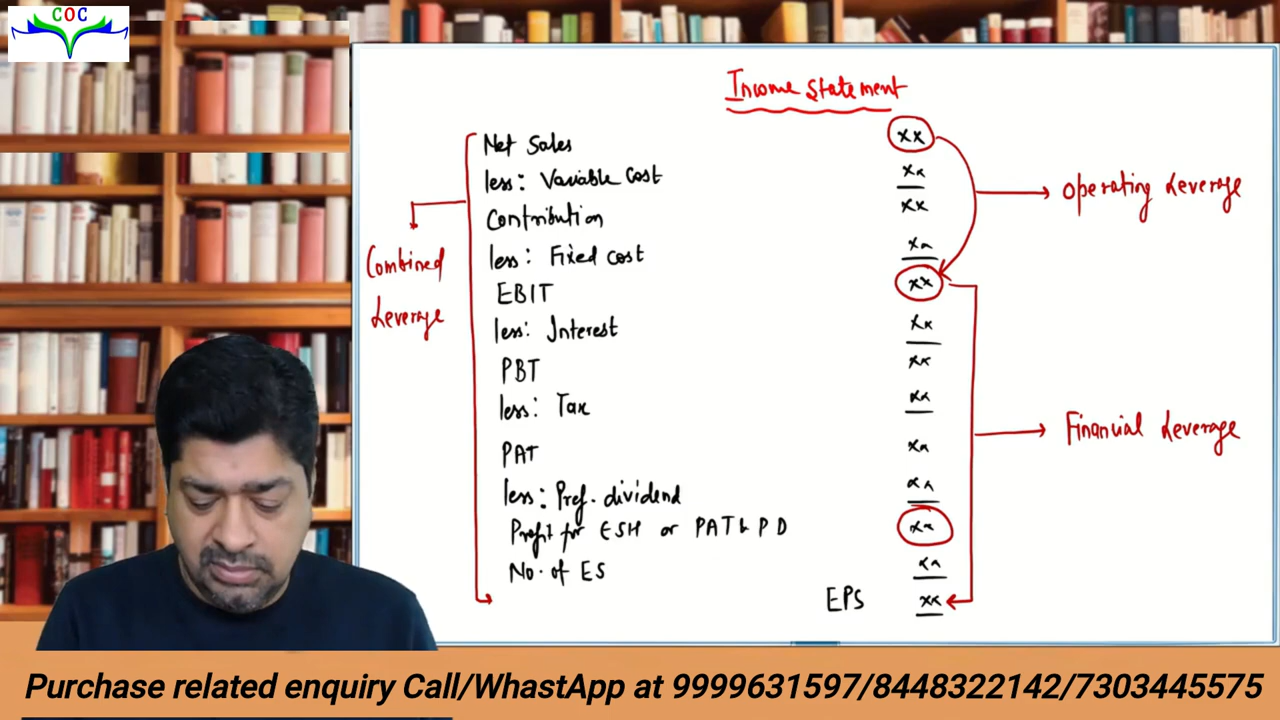 COC
Income Statement
Net Sales xx
less: Variable Cost xx
Contribution xx
less: Fixed cost xx
EBIT xx
less: Interest xx
PBT xx
less: Tax xx
PAT xx
less: Pref. dividend xx
Profit for ESH or PAT & PD xx
No. of ES xx
EPS xx
Operating Leverage
Financial Leverage
Combined
Leverage
Purchase related enquiry Call/WhastApp at 9999631597/8448322142/7303445575